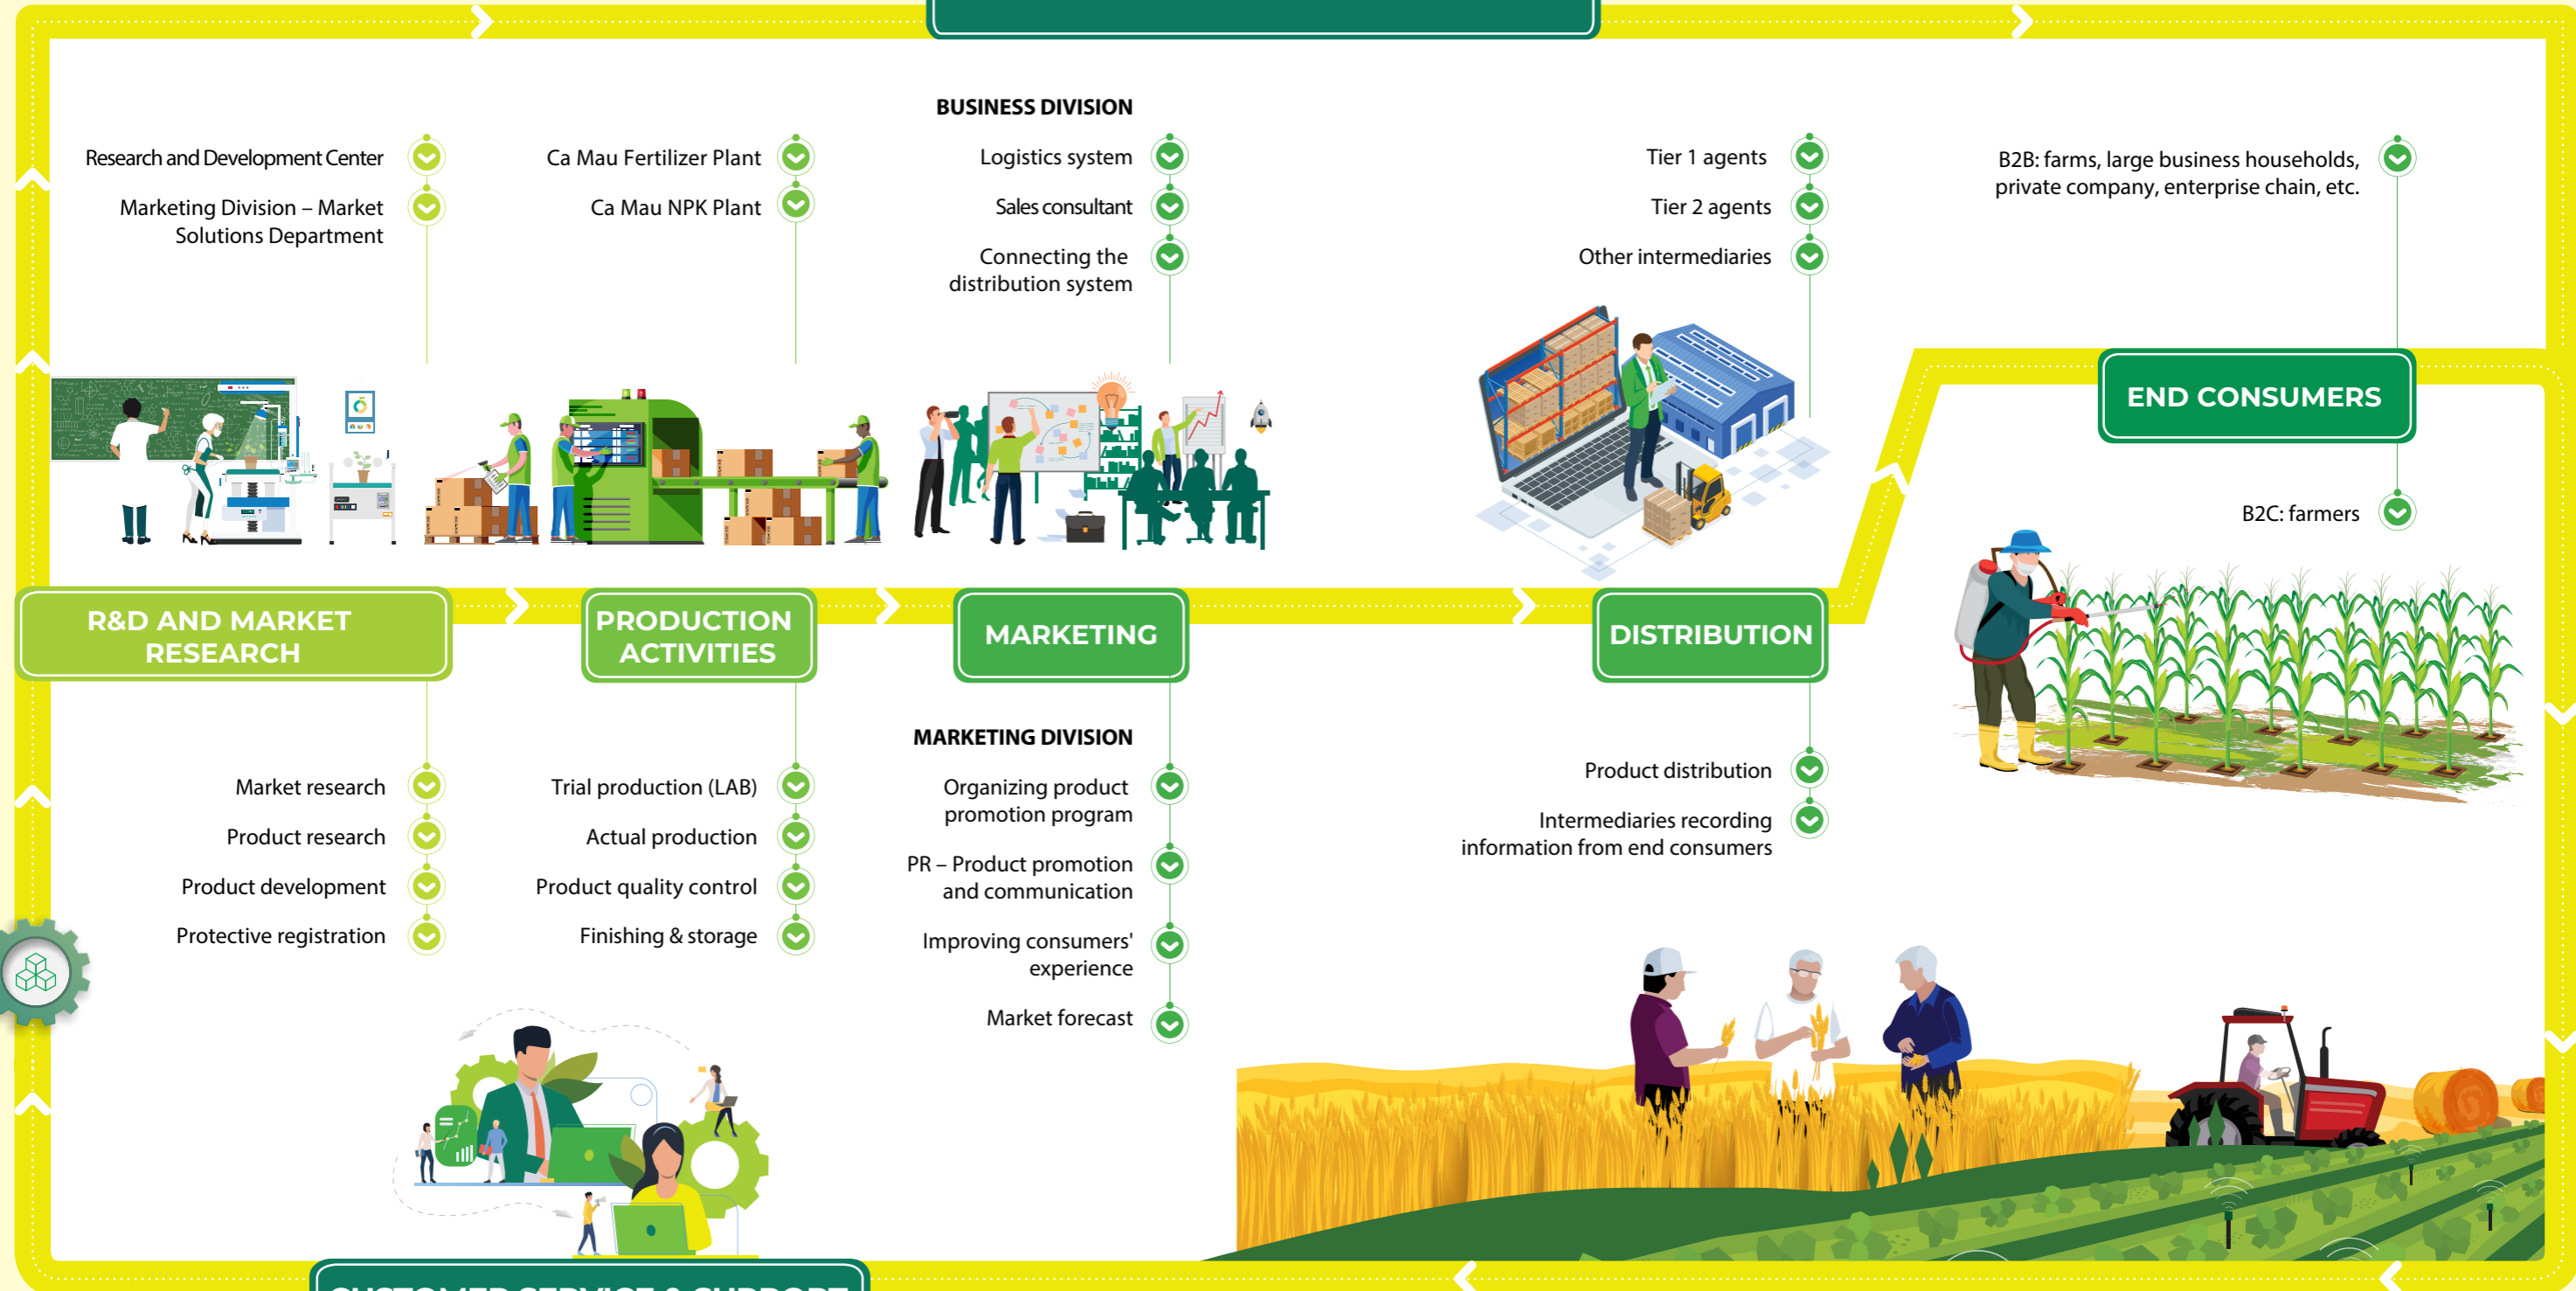 BUSINESS DIVISION
Research and Development Center
Marketing Division – Market
Solutions Department
Ca Mau Fertilizer Plant
Ca Mau NPK Plant
Logistics system
Sales consultant
Connecting the
distribution system
Tier 1 agents
Tier 2 agents
Other intermediaries
B2B: farms, large business households,
private company, enterprise chain, etc.
END CONSUMERS
B2C: farmers
R&D AND MARKET
RESEARCH
PRODUCTION
ACTIVITIES
MARKETING
DISTRIBUTION
Market research
Product research
Product development
Protective registration
Trial production (LAB)
Actual production
Product quality control
Finishing & storage
MARKETING DIVISION
Organizing product
promotion program
PR – Product promotion
and communication
Improving consumers'
experience
Market forecast
Product distribution
Intermediaries recording
information from end consumers
CUSTOMER SERVICE & SUPPORT